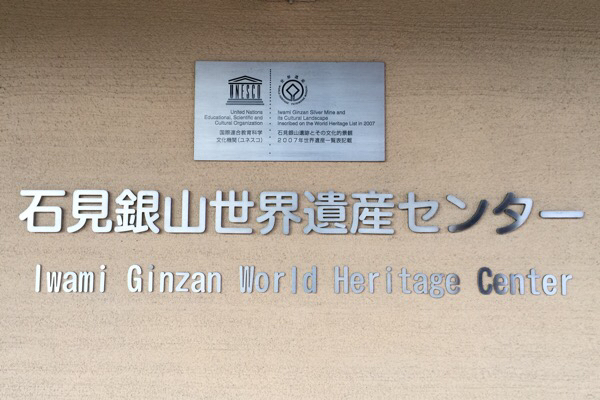 UNESCO
United Nations
Educational, Scientific and
Cultural Organization
国際連合教育科学
文化機関(ユネスコ)
Iwami Ginzan Silver Mine and
its Cultural Landscape
Inscribed on the World Heritage List in 2007
石見銀山遺跡とその文化的景観
2007年世界遺産一覧表記載
石見銀山世界遺産センター
Iwami Ginzan World Heritage Center